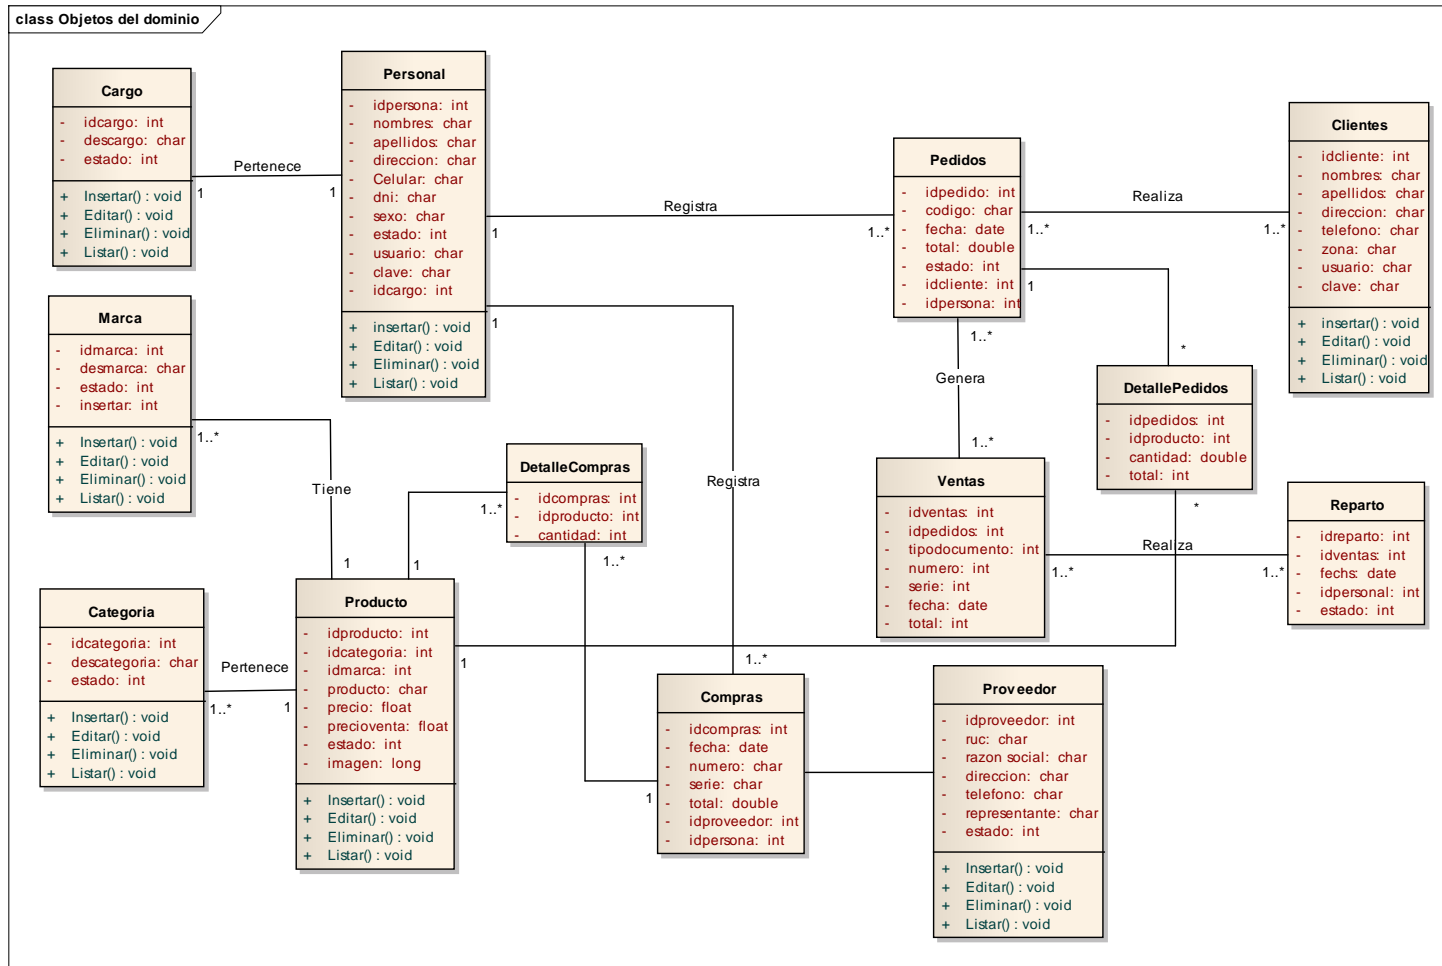 class Objetos del dominio
Cargo
- idcargo: int
- descargo: char
- estado: int
+ Insertar() : void
+ Editar() : void
+ Eliminar() : void
+ Listar() : void
Pertenece
1
1
Personal
- idpersona: int
- nombres: char
- apellidos: char
- direccion: char
- Celular: char
- dni: char
- sexo: char
- estado: int
- usuario: char
- clave: char
- idcargo: int
+ insertar() : void
+ Editar() : void
+ Eliminar() : void
+ Listar() : void
Registra
1
1..*
Pedidos
- idpedido: int
- codigo: char
- fecha: date
- total: double
- estado: int
- idcliente: int
- idpersona: int
Realiza
1..*
1..*
Clientes
- idcliente: int
- nombres: char
- apellidos: char
- direccion: char
- telefono: char
- zona: char
- usuario: char
- clave: char
+ insertar() : void
+ Editar() : void
+ Eliminar() : void
+ Listar() : void
Marca
- idmarca: int
- desmarca: char
- estado: int
- insertar: int
+ Insertar() : void
+ Editar() : void
+ Eliminar() : void
+ Listar() : void
1..*
Tiene
1
1
Registra
1..*
1..*
Genera
1..*
1
*
DetallePedidos
- idpedidos: int
- idproducto: int
- cantidad: double
- total: int
*
1
DetalleCompras
- idcompras: int
- idproducto: int
- cantidad: int
1..*
1
1..*
1
Ventas
- idventas: int
- idpedidos: int
- tipodocumento: int
- numero: int
- serie: int
- fecha: date
- total: int
Realiza
1..*
1..*
Reparto
- idreparto: int
- idventas: int
- fechs: date
- idpersonal: int
- estado: int
Categoria
- idcategoria: int
- descategoria: char
- estado: int
+ Insertar() : void
+ Editar() : void
+ Eliminar() : void
+ Listar() : void
Pertenece
1..*
1
Producto
- idproducto: int
- idcategoria: int
- idmarca: int
- producto: char
- precio: float
- precioventa: float
- estado: int
- imagen: long
+ Insertar() : void
+ Editar() : void
+ Eliminar() : void
+ Listar() : void
Compras
- idcompras: int
- fecha: date
- numero: char
- serie: char
- total: double
- idproveedor: int
- idpersona: int
Proveedor
- idproveedor: int
- ruc: char
- razon social: char
- direccion: char
- telefono: char
- representante: char
- estado: int
+ Insertar() : void
+ Editar() : void
+ Eliminar() : void
+ Listar() : void